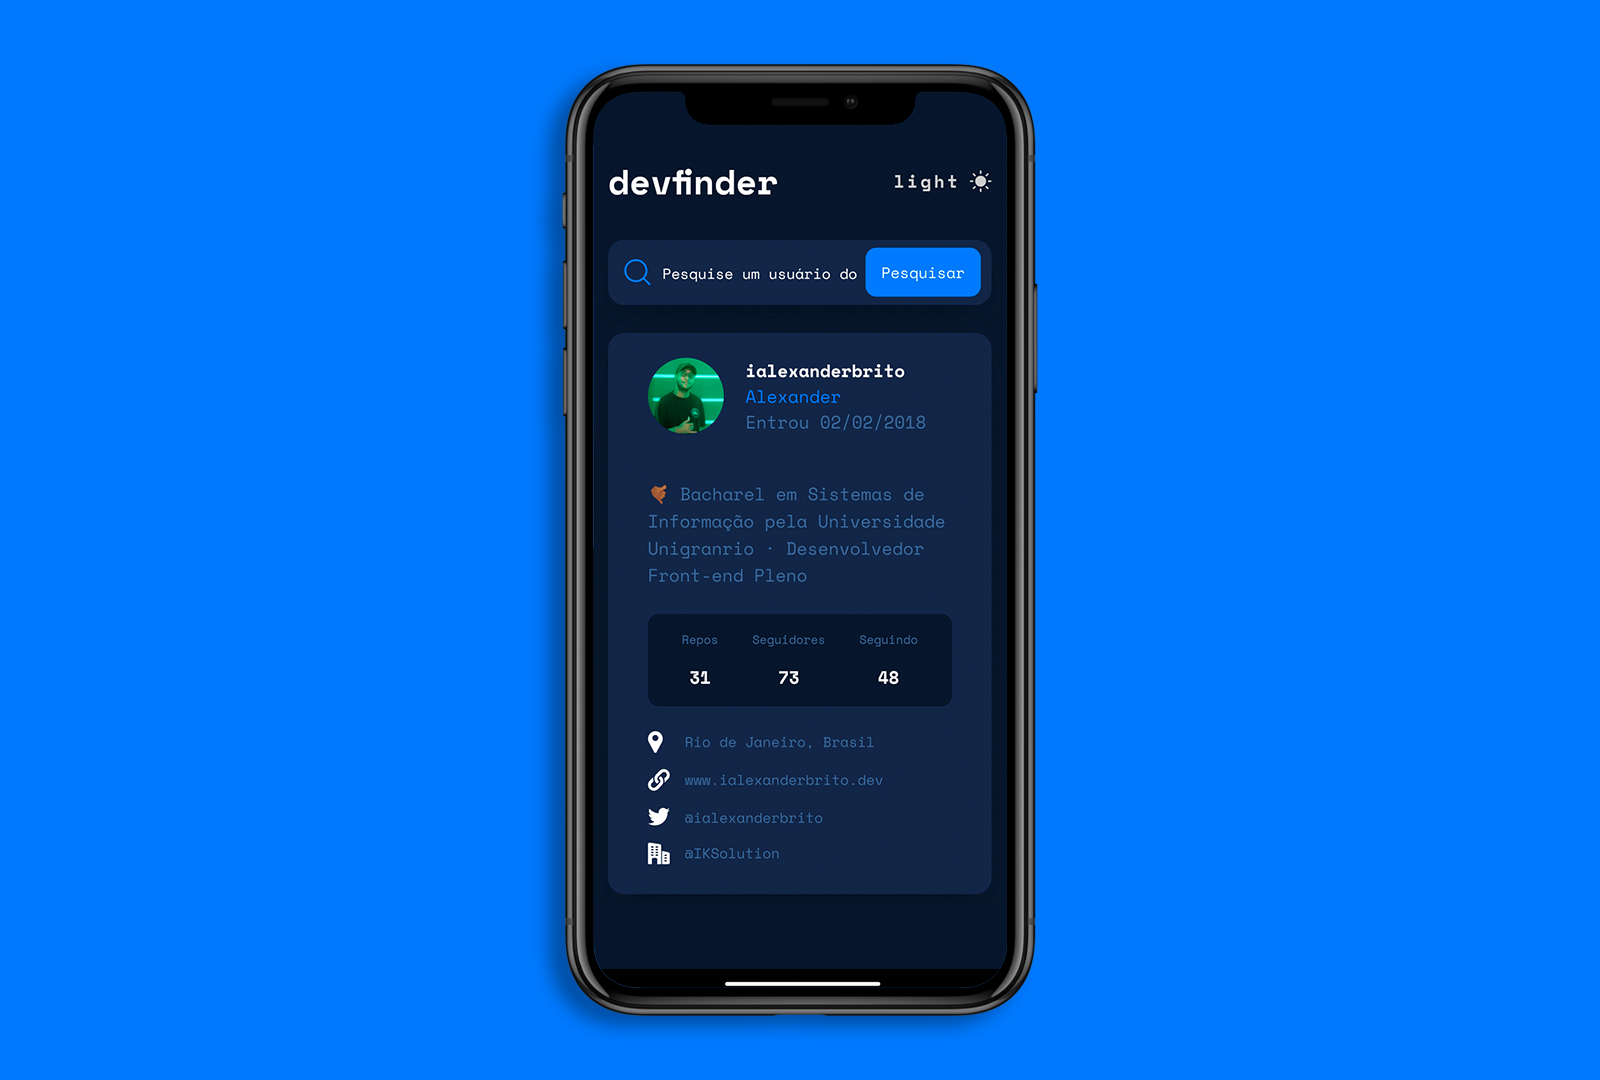 devfinder
light
Pesquise um usuário do
Pesquisar
ialexanderbrito
Alexander
Entrou 02/02/2018
🤙🏾 Bacharel em Sistemas de
Informação pela Universidade
Unigranrio · Desenvolvedor
Front-end Pleno
Repos Seguidores Seguindo
31 73 48
Rio de Janeiro, Brasil
www.ialexanderbrito.dev
@ialexanderbrito
@IKSolution